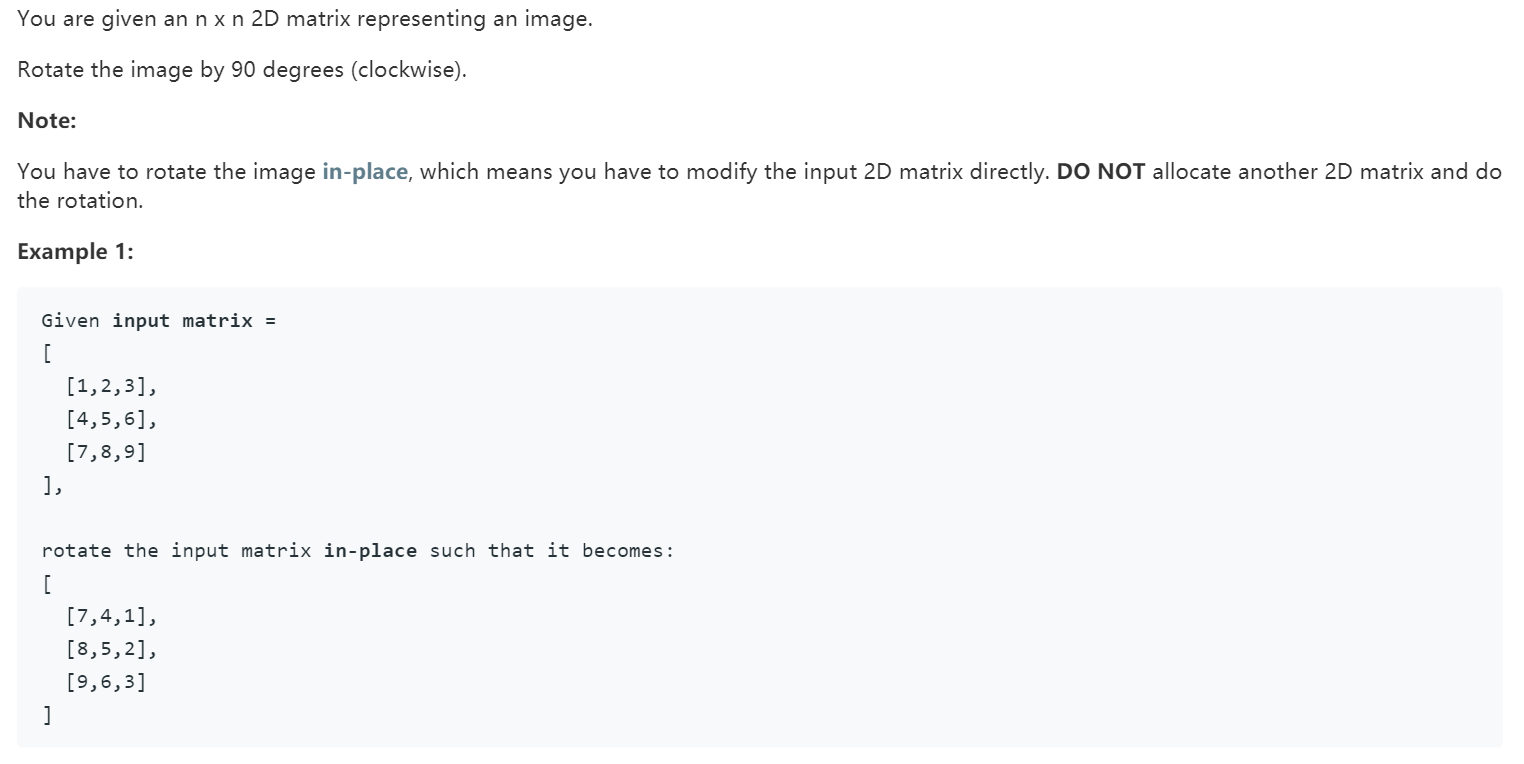 You are given an n x n 2D matrix representing an image.
Rotate the image by 90 degrees (clockwise).
Note:
You have to rotate the image in-place, which means you have to modify the input 2D matrix directly. DO NOT allocate another 2D matrix and do
the rotation.
Example 1:
Given input matrix =
[
  [1,2,3],
  [4,5,6],
  [7,8,9]
],
rotate the input matrix in-place such that it becomes:
[
  [7,4,1],
  [8,5,2],
  [9,6,3]
]